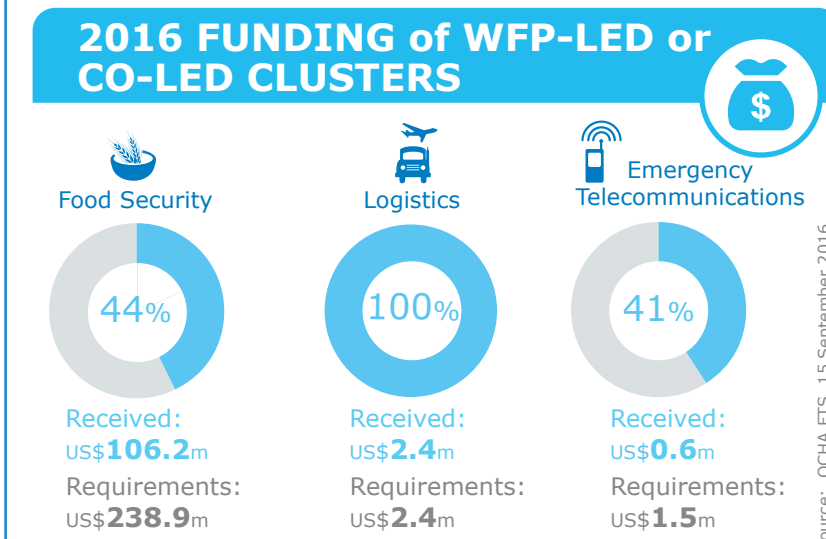 2016 FUNDING of WFP-LED or
CO-LED CLUSTERS
$
Food Security
Logistics
Emergency
Telecommunications
44%
100%
41%
Received:
US$106.2m
Requirements:
US$238.9m
Received:
US$2.4m
Requirements:
US$2.4m
Received:
US$0.6m
Requirements:
US$1.5m
OCHA FTS, 15 September 2016